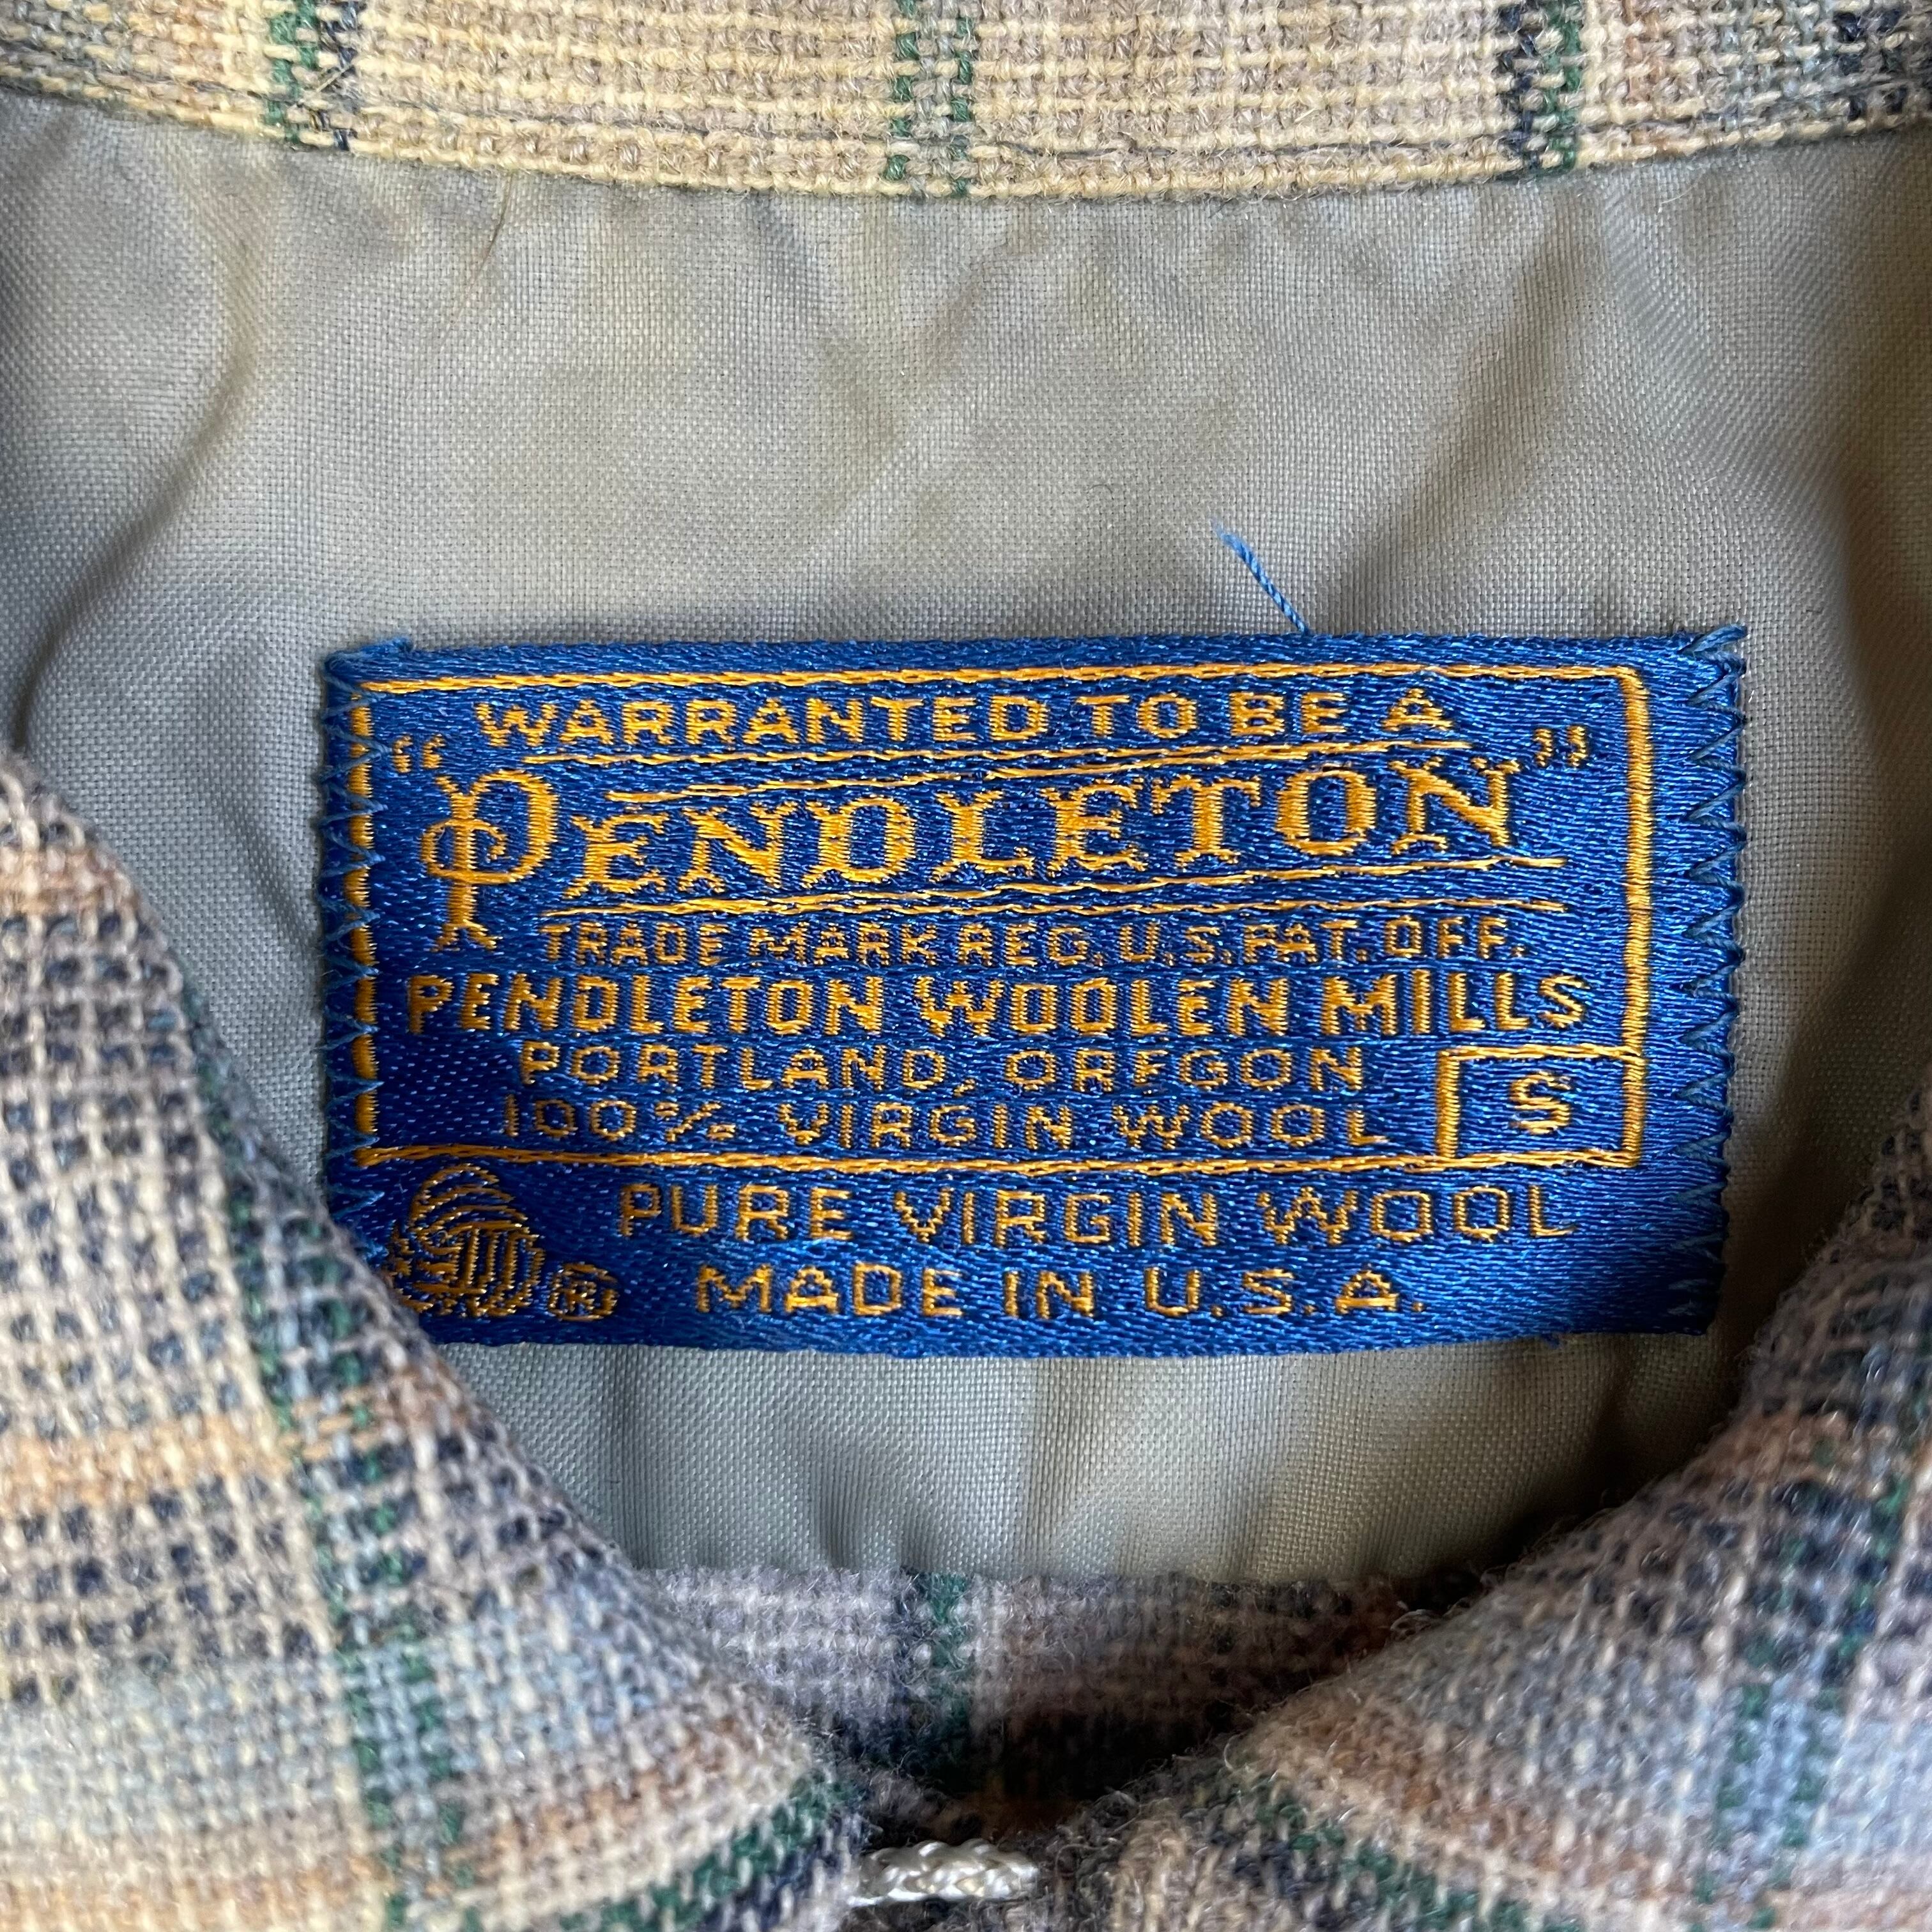 WARRANTED TO BE A
"PENDLETON"
TRADE MARK REG. U.S. PAT. OFF.
PENDLETON WOOLEN MILLS
PORTLAND, OREGON
100% VIRGIN WOOL
S
PURE VIRGIN WOOL
® MADE IN U.S.A.